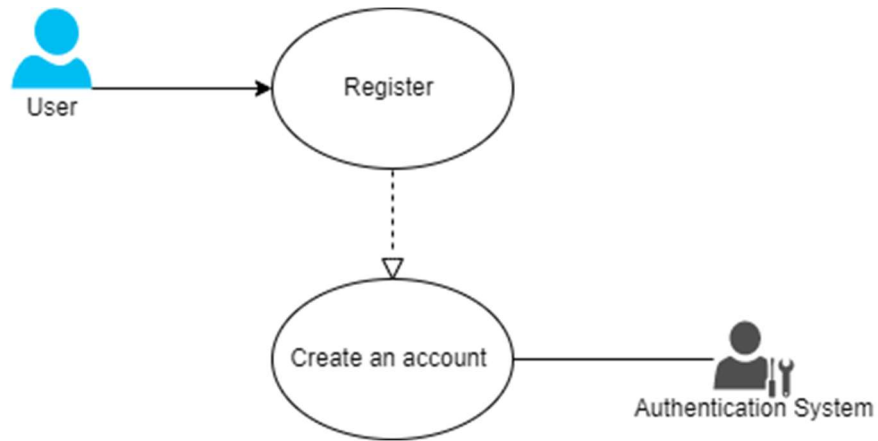 User
Register
Create an account
Authentication System